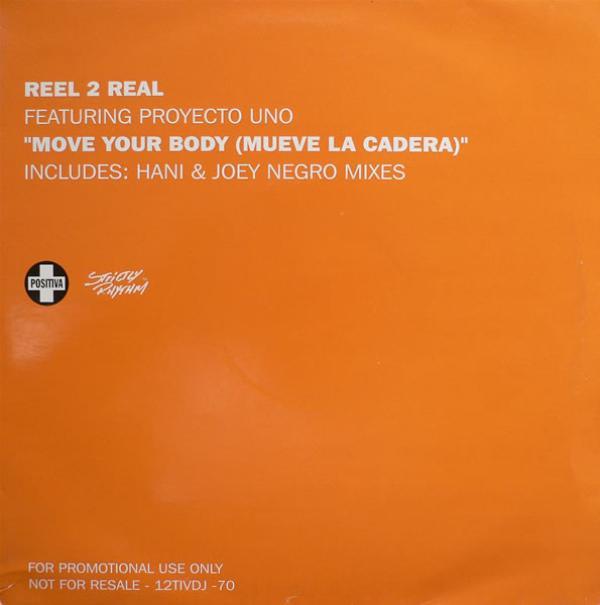 REEL 2 REAL
FEATURING PROYECTO UNO
"MOVE YOUR BODY (MUEVE LA CADERA)"
INCLUDES: HANI & JOEY NEGRO MIXES
POSITIVA
STRICTLY
RHYTHM
FOR PROMOTIONAL USE ONLY
NOT FOR RESALE - 12TIVDJ -70